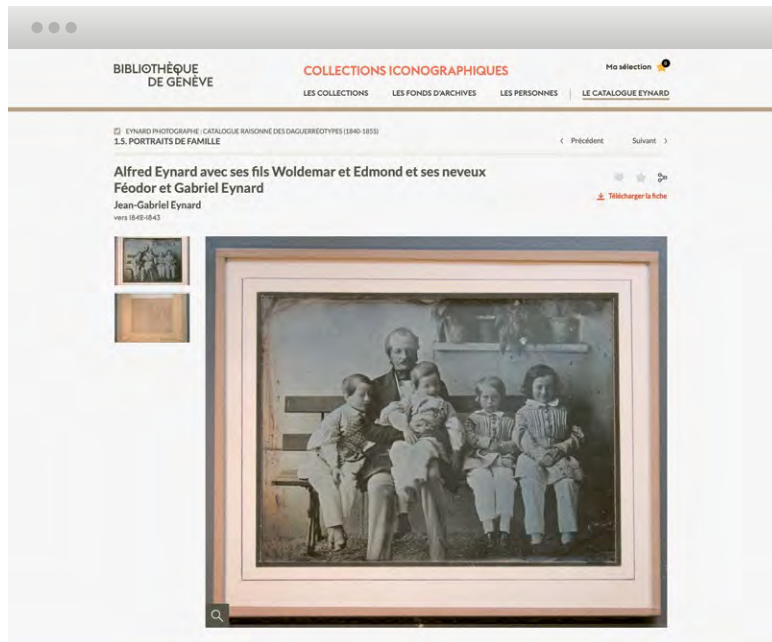 BIBLIOTHÈQUE
DE GENÈVE
COLLECTIONS ICONOGRAPHIQUES
Ma sélection
0
LES COLLECTIONS
LES FONDS D'ARCHIVES
LES PERSONNES
LE CATALOGUE EYNARD
EYNARD PHOTOGRAPHE : CATALOGUE RAISONNÉ DES DAGUERRÉOTYPES (1840-1855)
1.5. PORTRAITS DE FAMILLE
Précédent
Suivant
Alfred Eynard avec ses fils Woldemar et Edmond et ses neveux
Féodor et Gabriel Eynard
Jean-Gabriel Eynard
vers 1842-1843
Télécharger la fiche